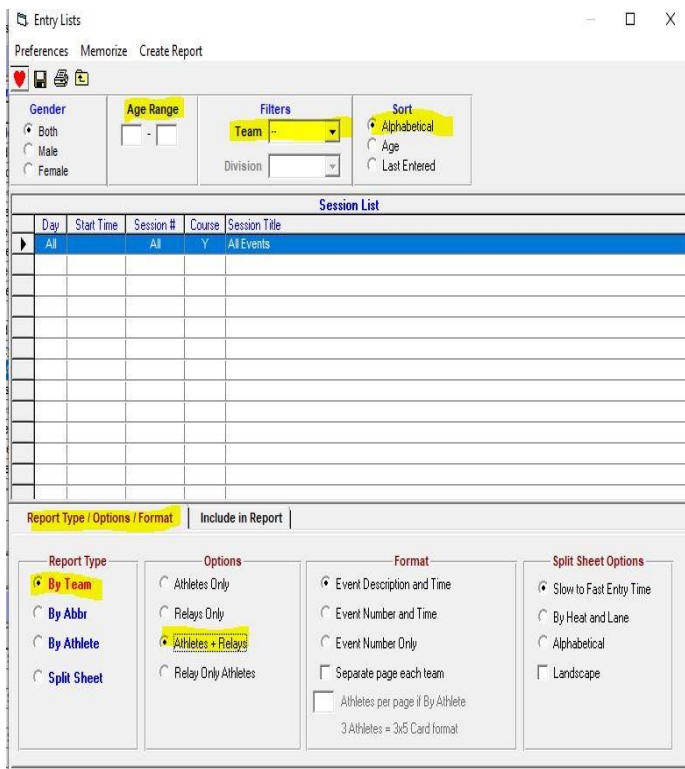 Entry Lists
Preferences Memorize Create Report
Gender
Both
Male
Female
Age Range
-
Filters
Team --
Division
Sort
Alphabetical
Age
Last Entered
Session List
Day Start Time Session # Course Session Title
All All Y All Events
Report Type / Options / Format Include in Report
Report Type
By Team
By Abbr
By Athlete
Split Sheet
Options
Athletes Only
Relays Only
Athletes + Relays
Relay Only Athletes
Format
Event Description and Time
Event Number and Time
Event Number Only
Separate page each team
Athletes per page if By Athlete
3 Athletes = 3x5 Card format
Split Sheet Options
Slow to Fast Entry Time
By Heat and Lane
Alphabetical
Landscape